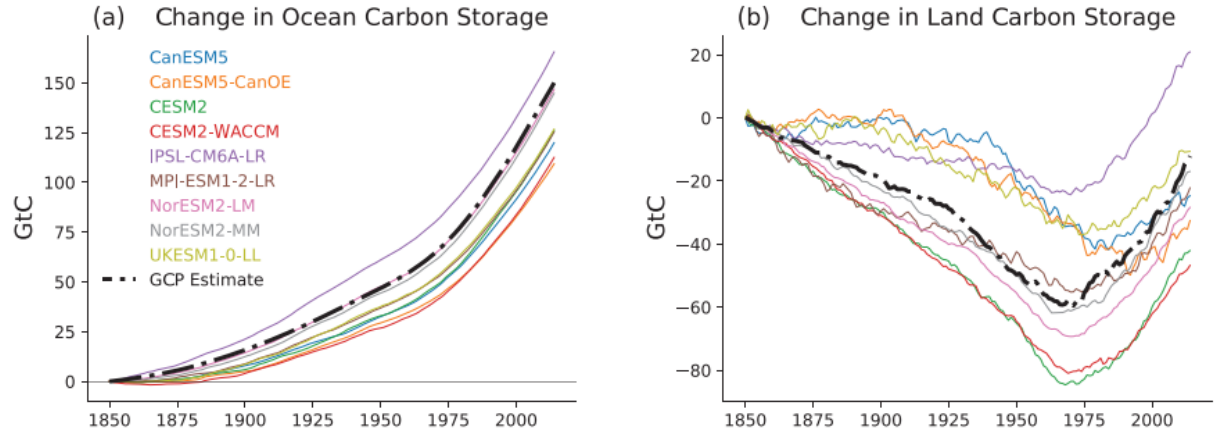 (a) Change in Ocean Carbon Storage
CanESM5
CanESM5-CanOE
CESM2
CESM2-WACCM
IPSL-CM6A-LR
MPI-ESM1-2-LR
NorESM2-LM
NorESM2-MM
UKESM1-0-LL
GCP Estimate
GtC
150
125
100
75
50
25
0
1850 1875 1900 1925 1950 1975 2000
(b) Change in Land Carbon Storage
GtC
20
0
−20
−40
−60
−80
1850 1875 1900 1925 1950 1975 2000